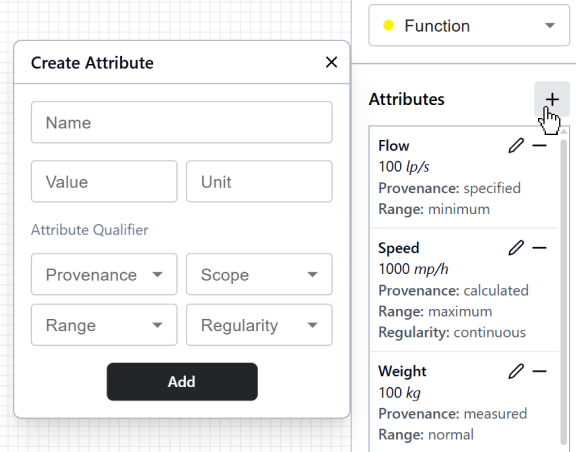 Create Attribute
Name
Value
Unit
Attribute Qualifier
Provenance
Scope
Range
Regularity
Add
Function
Attributes
Flow
100 lp/s
Provenance: specified
Range: minimum
Speed
1000 mp/h
Provenance: calculated
Range: maximum
Regularity: continuous
Weight
100 kg
Provenance: measured
Range: normal